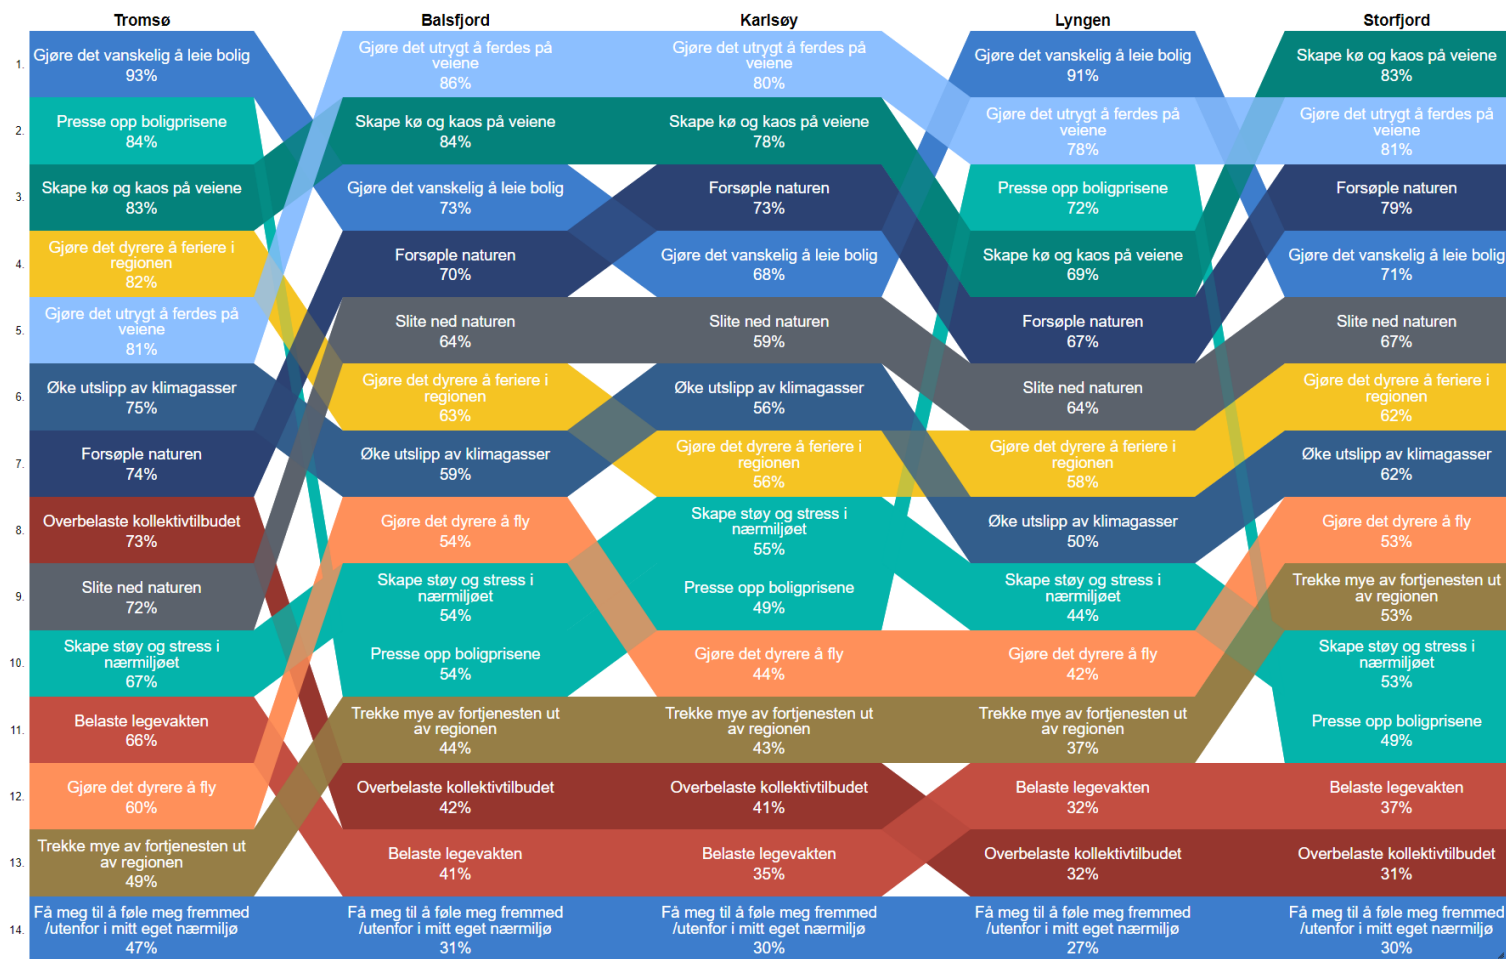 Tromsø
Balsfjord
Karlsøy
Lyngen
Storfjord
1.
Gjøre det vanskelig å leie bolig
93%
Gjøre det utrygt å ferdes på
veiene
86%
Gjøre det utrygt å ferdes på
veiene
80%
Gjøre det vanskelig å leie bolig
91%
Skape kø og kaos på veiene
83%
2.
Presse opp boligprisene
84%
Skape kø og kaos på veiene
84%
Skape kø og kaos på veiene
78%
Gjøre det utrygt å ferdes på
veiene
78%
Gjøre det utrygt å ferdes på
veiene
81%
3.
Skape kø og kaos på veiene
83%
Gjøre det vanskelig å leie bolig
73%
Forsøple naturen
73%
Presse opp boligprisene
72%
Forsøple naturen
79%
4.
Gjøre det dyrere å feriere i
regionen
82%
Forsøple naturen
70%
Gjøre det vanskelig å leie bolig
68%
Skape kø og kaos på veiene
69%
Gjøre det vanskelig å leie bolig
71%
5.
Gjøre det utrygt å ferdes på
veiene
81%
Slite ned naturen
64%
Slite ned naturen
59%
Forsøple naturen
67%
Slite ned naturen
67%
6.
Øke utslipp av klimagasser
75%
Gjøre det dyrere å feriere i
regionen
63%
Øke utslipp av klimagasser
56%
Slite ned naturen
64%
Gjøre det dyrere å feriere i
regionen
62%
7.
Forsøple naturen
74%
Øke utslipp av klimagasser
59%
Gjøre det dyrere å feriere i
regionen
56%
Gjøre det dyrere å feriere i
regionen
58%
Øke utslipp av klimagasser
62%
8.
Overbelaste kollektivtilbudet
73%
Gjøre det dyrere å fly
54%
Skape støy og stress i
nærmiljøet
55%
Øke utslipp av klimagasser
50%
Gjøre det dyrere å fly
53%
9.
Slite ned naturen
72%
Skape støy og stress i
nærmiljøet
54%
Presse opp boligprisene
49%
Skape støy og stress i
nærmiljøet
44%
Trekke mye av fortjenesten ut
av regionen
53%
10.
Skape støy og stress i
nærmiljøet
67%
Presse opp boligprisene
54%
Gjøre det dyrere å fly
44%
Gjøre det dyrere å fly
42%
Skape støy og stress i
nærmiljøet
53%
11.
Belaste legevakten
66%
Trekke mye av fortjenesten ut
av regionen
44%
Trekke mye av fortjenesten ut
av regionen
43%
Trekke mye av fortjenesten ut
av regionen
37%
Presse opp boligprisene
49%
12.
Gjøre det dyrere å fly
60%
Overbelaste kollektivtilbudet
42%
Overbelaste kollektivtilbudet
41%
Belaste legevakten
32%
Belaste legevakten
37%
13.
Trekke mye av fortjenesten ut
av regionen
49%
Belaste legevakten
41%
Belaste legevakten
35%
Overbelaste kollektivtilbudet
32%
Overbelaste kollektivtilbudet
31%
14.
Få meg til å føle meg fremmed
/utenfor i mitt eget nærmiljø
47%
Få meg til å føle meg fremmed
/utenfor i mitt eget nærmiljø
31%
Få meg til å føle meg fremmed
/utenfor i mitt eget nærmiljø
30%
Få meg til å føle meg fremmed
/utenfor i mitt eget nærmiljø
27%
Få meg til å føle meg fremmed
/utenfor i mitt eget nærmiljø
30%